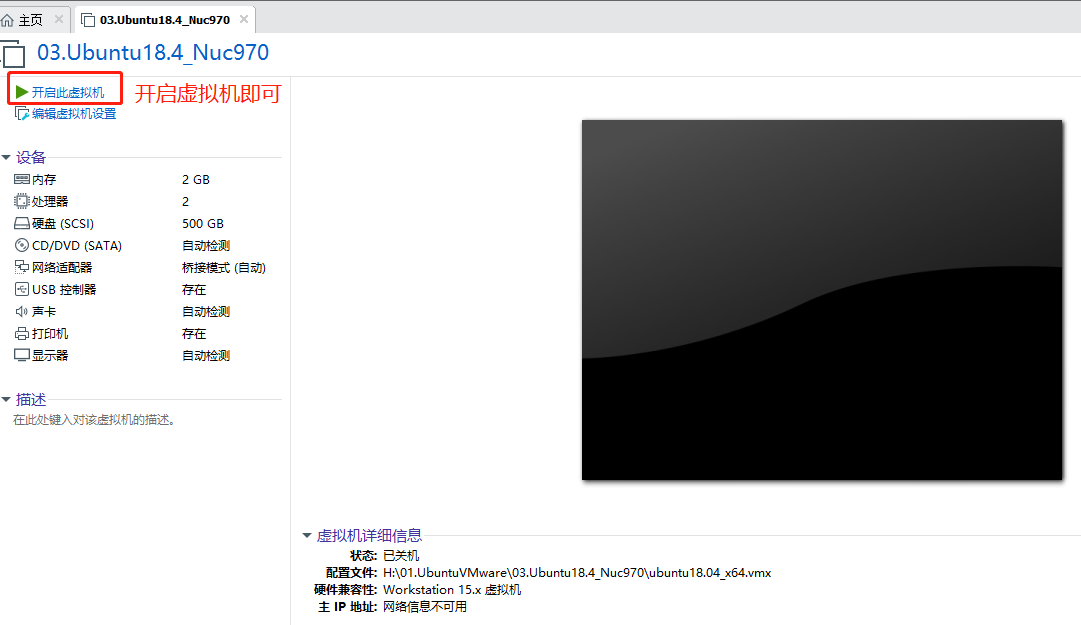 主页
03.Ubuntu18.4_Nuc970
03.Ubuntu18.4_Nuc970
开启此虚拟机 开启虚拟机即可
编辑虚拟机设置
设备
内存 2 GB
处理器 2
硬盘 (SCSI) 500 GB
CD/DVD (SATA) 自动检测
网络适配器 桥接模式 (自动)
USB 控制器 存在
声卡 自动检测
打印机 存在
显示器 自动检测
描述
在此处键入对该虚拟机的描述。
虚拟机详细信息
状态: 已关机
配置文件: H:\01.UbuntuVMware\03.Ubuntu18.4_Nuc970\ubuntu18.04_x64.vmx
硬件兼容性: Workstation 15.x 虚拟机
主 IP 地址: 网络信息不可用